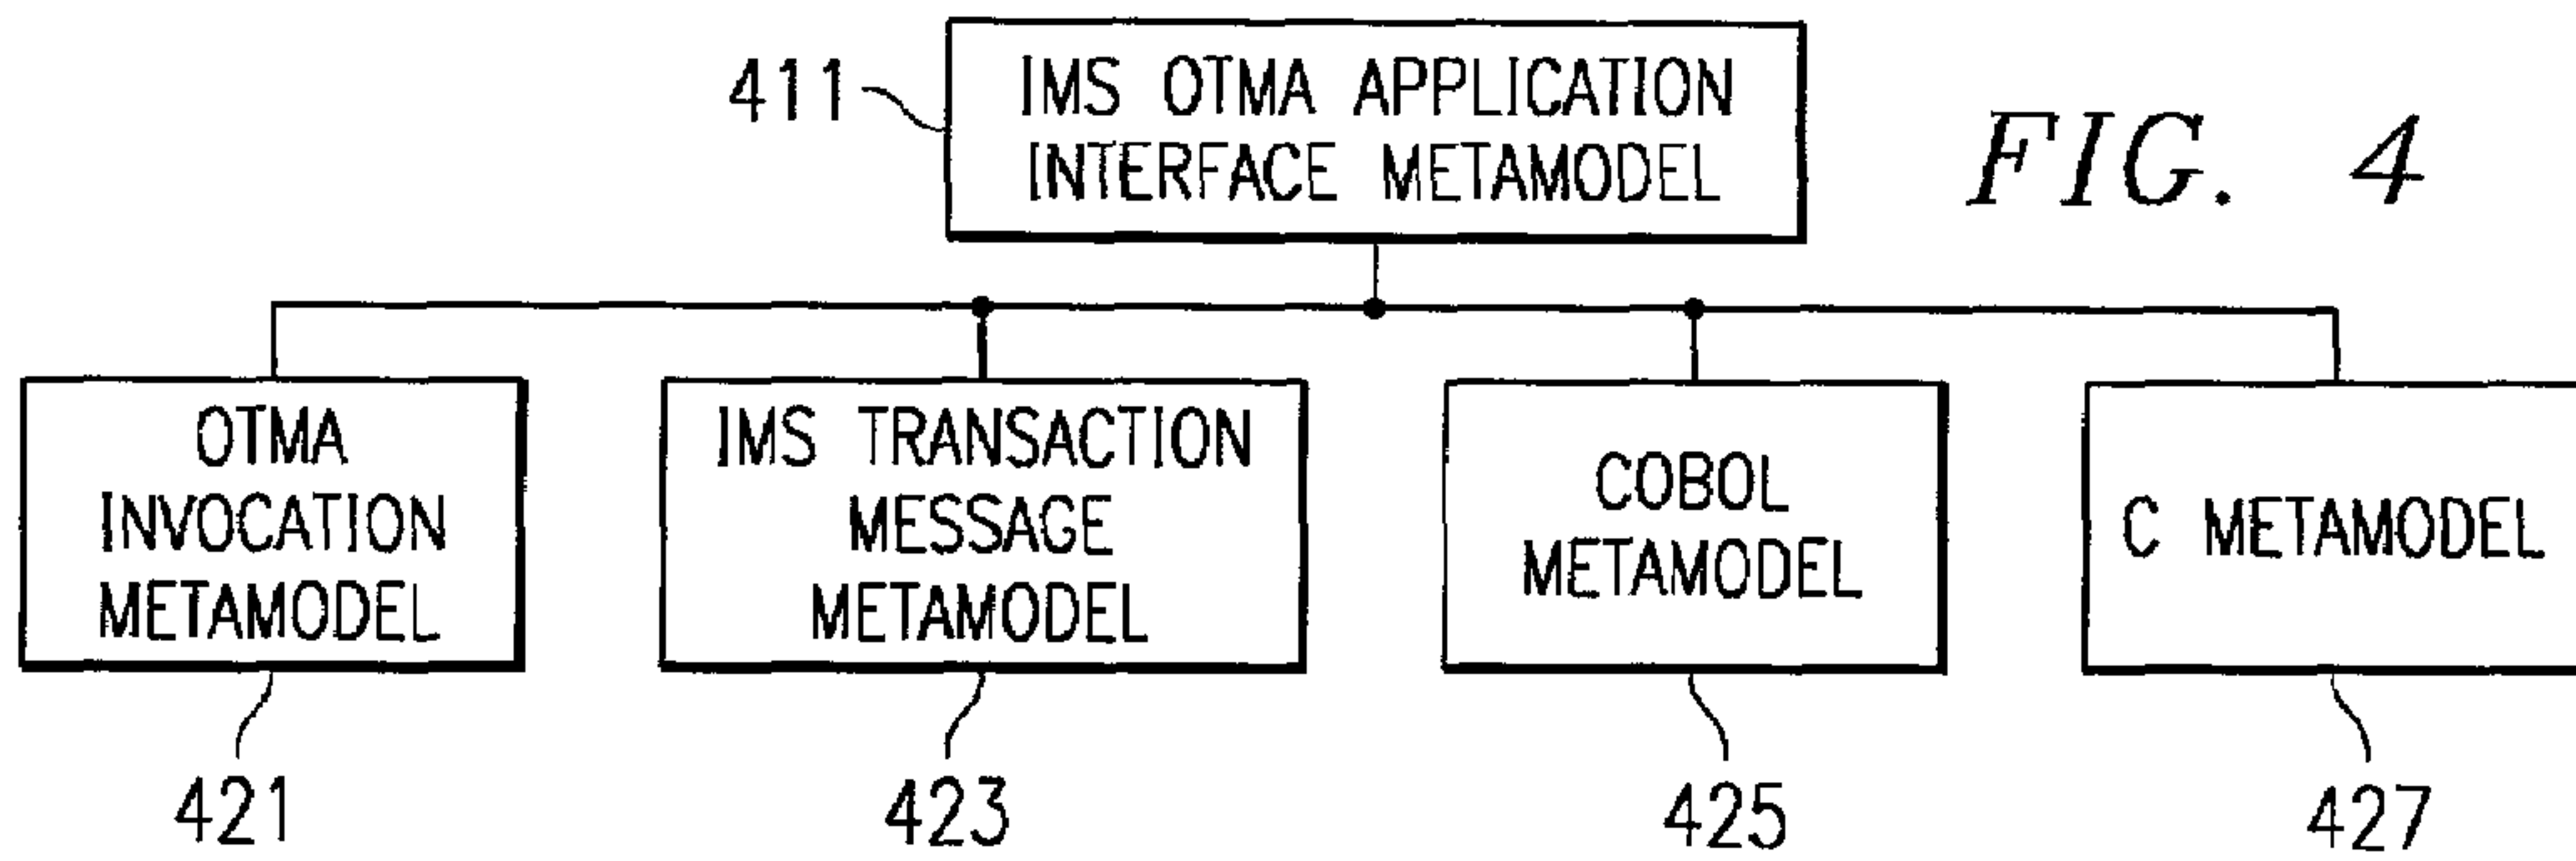 411
IMS OTMA APPLICATION
INTERFACE METAMODEL
FIG. 4
OTMA
INVOCATION
METAMODEL
IMS TRANSACTION
MESSAGE
METAMODEL
COBOL
METAMODEL
C METAMODEL
421
423
425
427